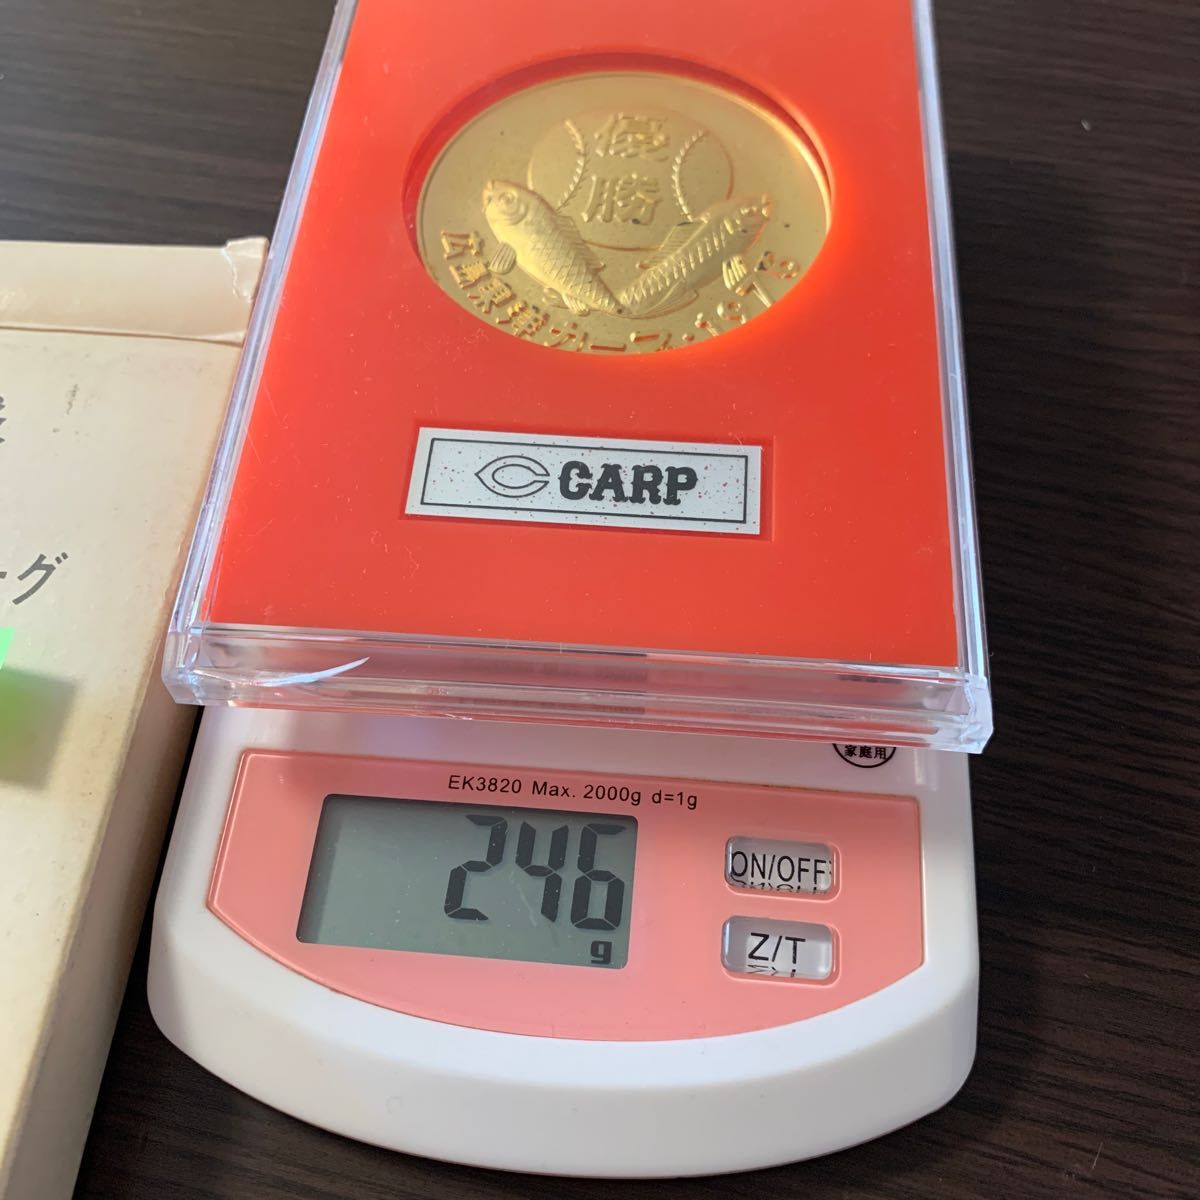 優
勝
広島東洋カープ・1975
CARP
ーグ
家庭用
EK3820 Max. 2000g d=1g
246
g
ON/OFF
Z/T